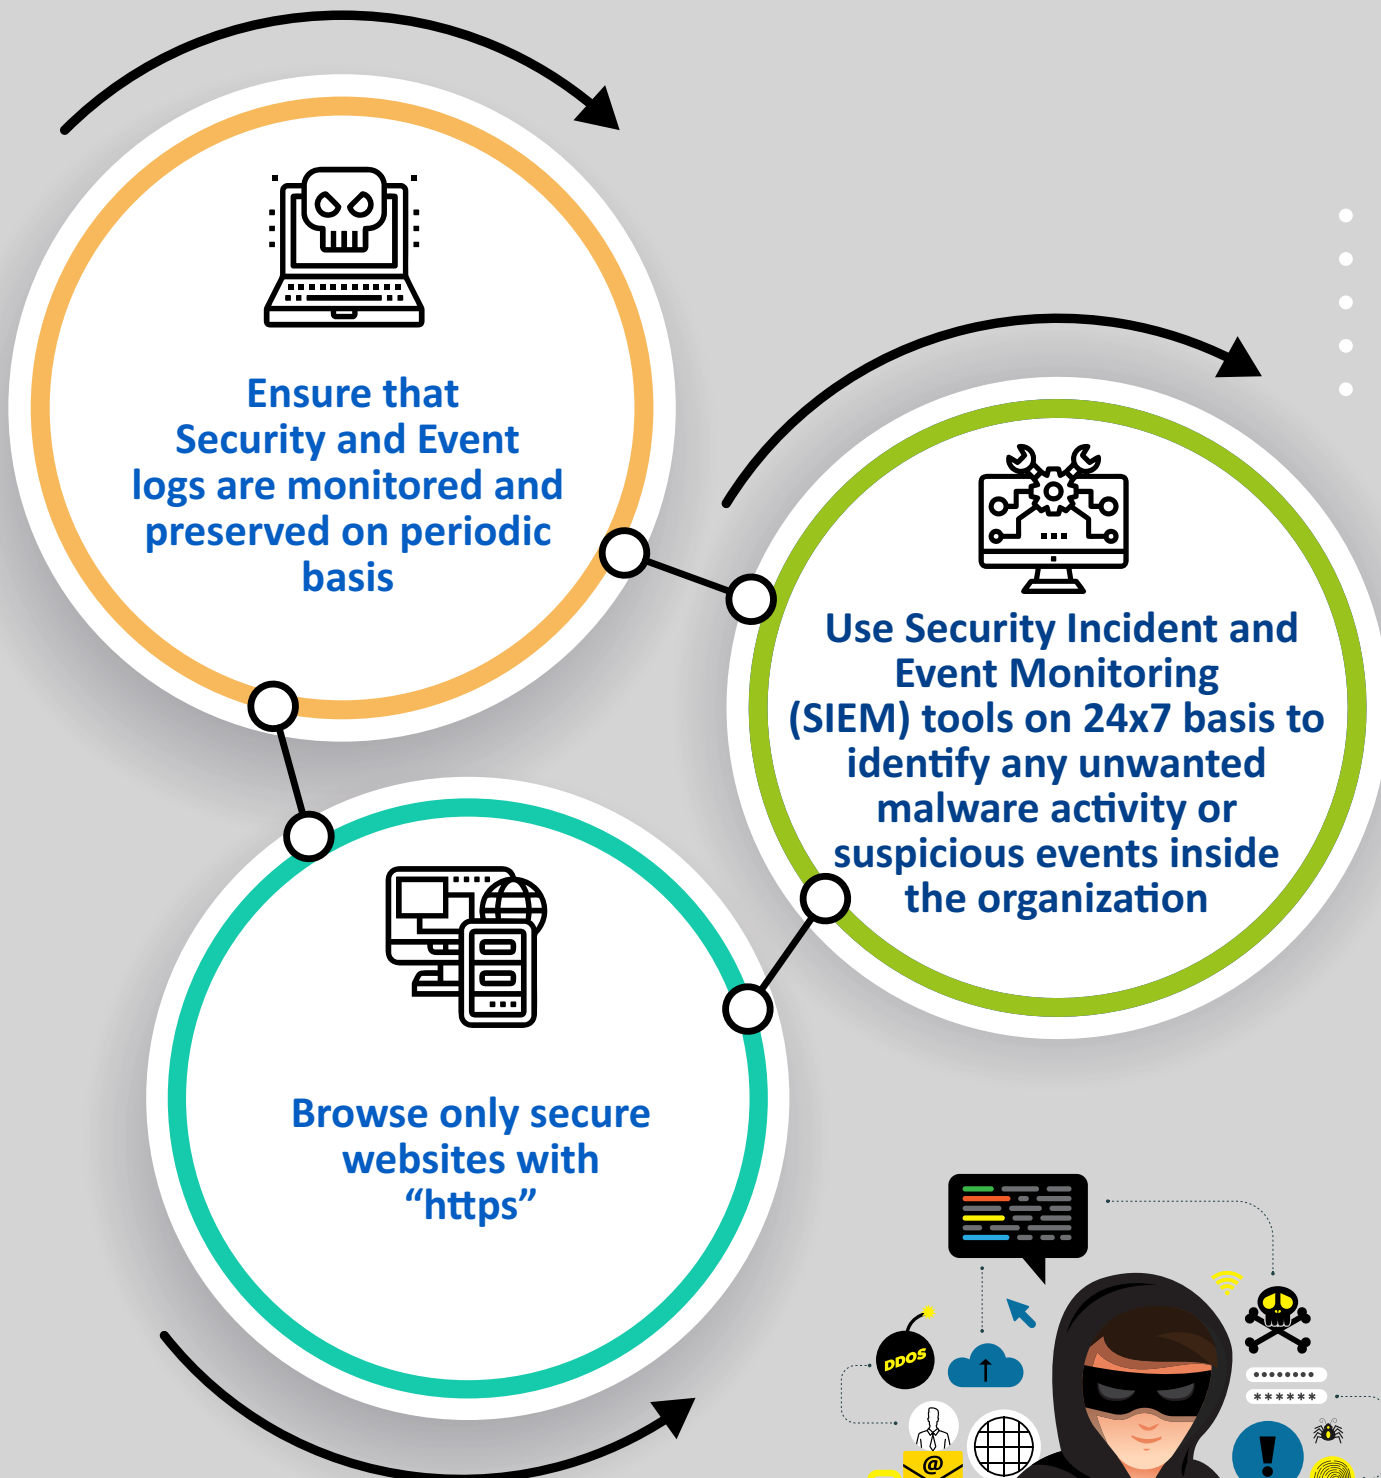 Ensure that
Security and Event
logs are monitored and
preserved on periodic
basis
Use Security Incident and
Event Monitoring
(SIEM) tools on 24x7 basis to
identify any unwanted
malware activity or
suspicious events inside
the organization
Browse only secure
websites with
“https”
DDOS
******
@
!